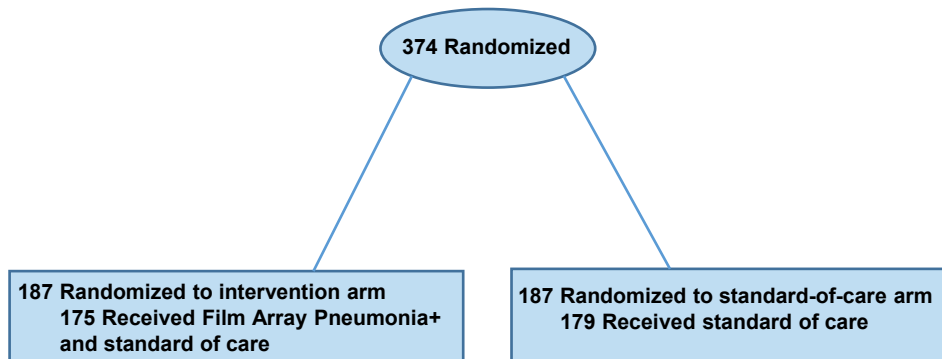 374 Randomized
187 Randomized to intervention arm
175 Received Film Array Pneumonia+
and standard of care
187 Randomized to standard-of-care arm
179 Received standard of care